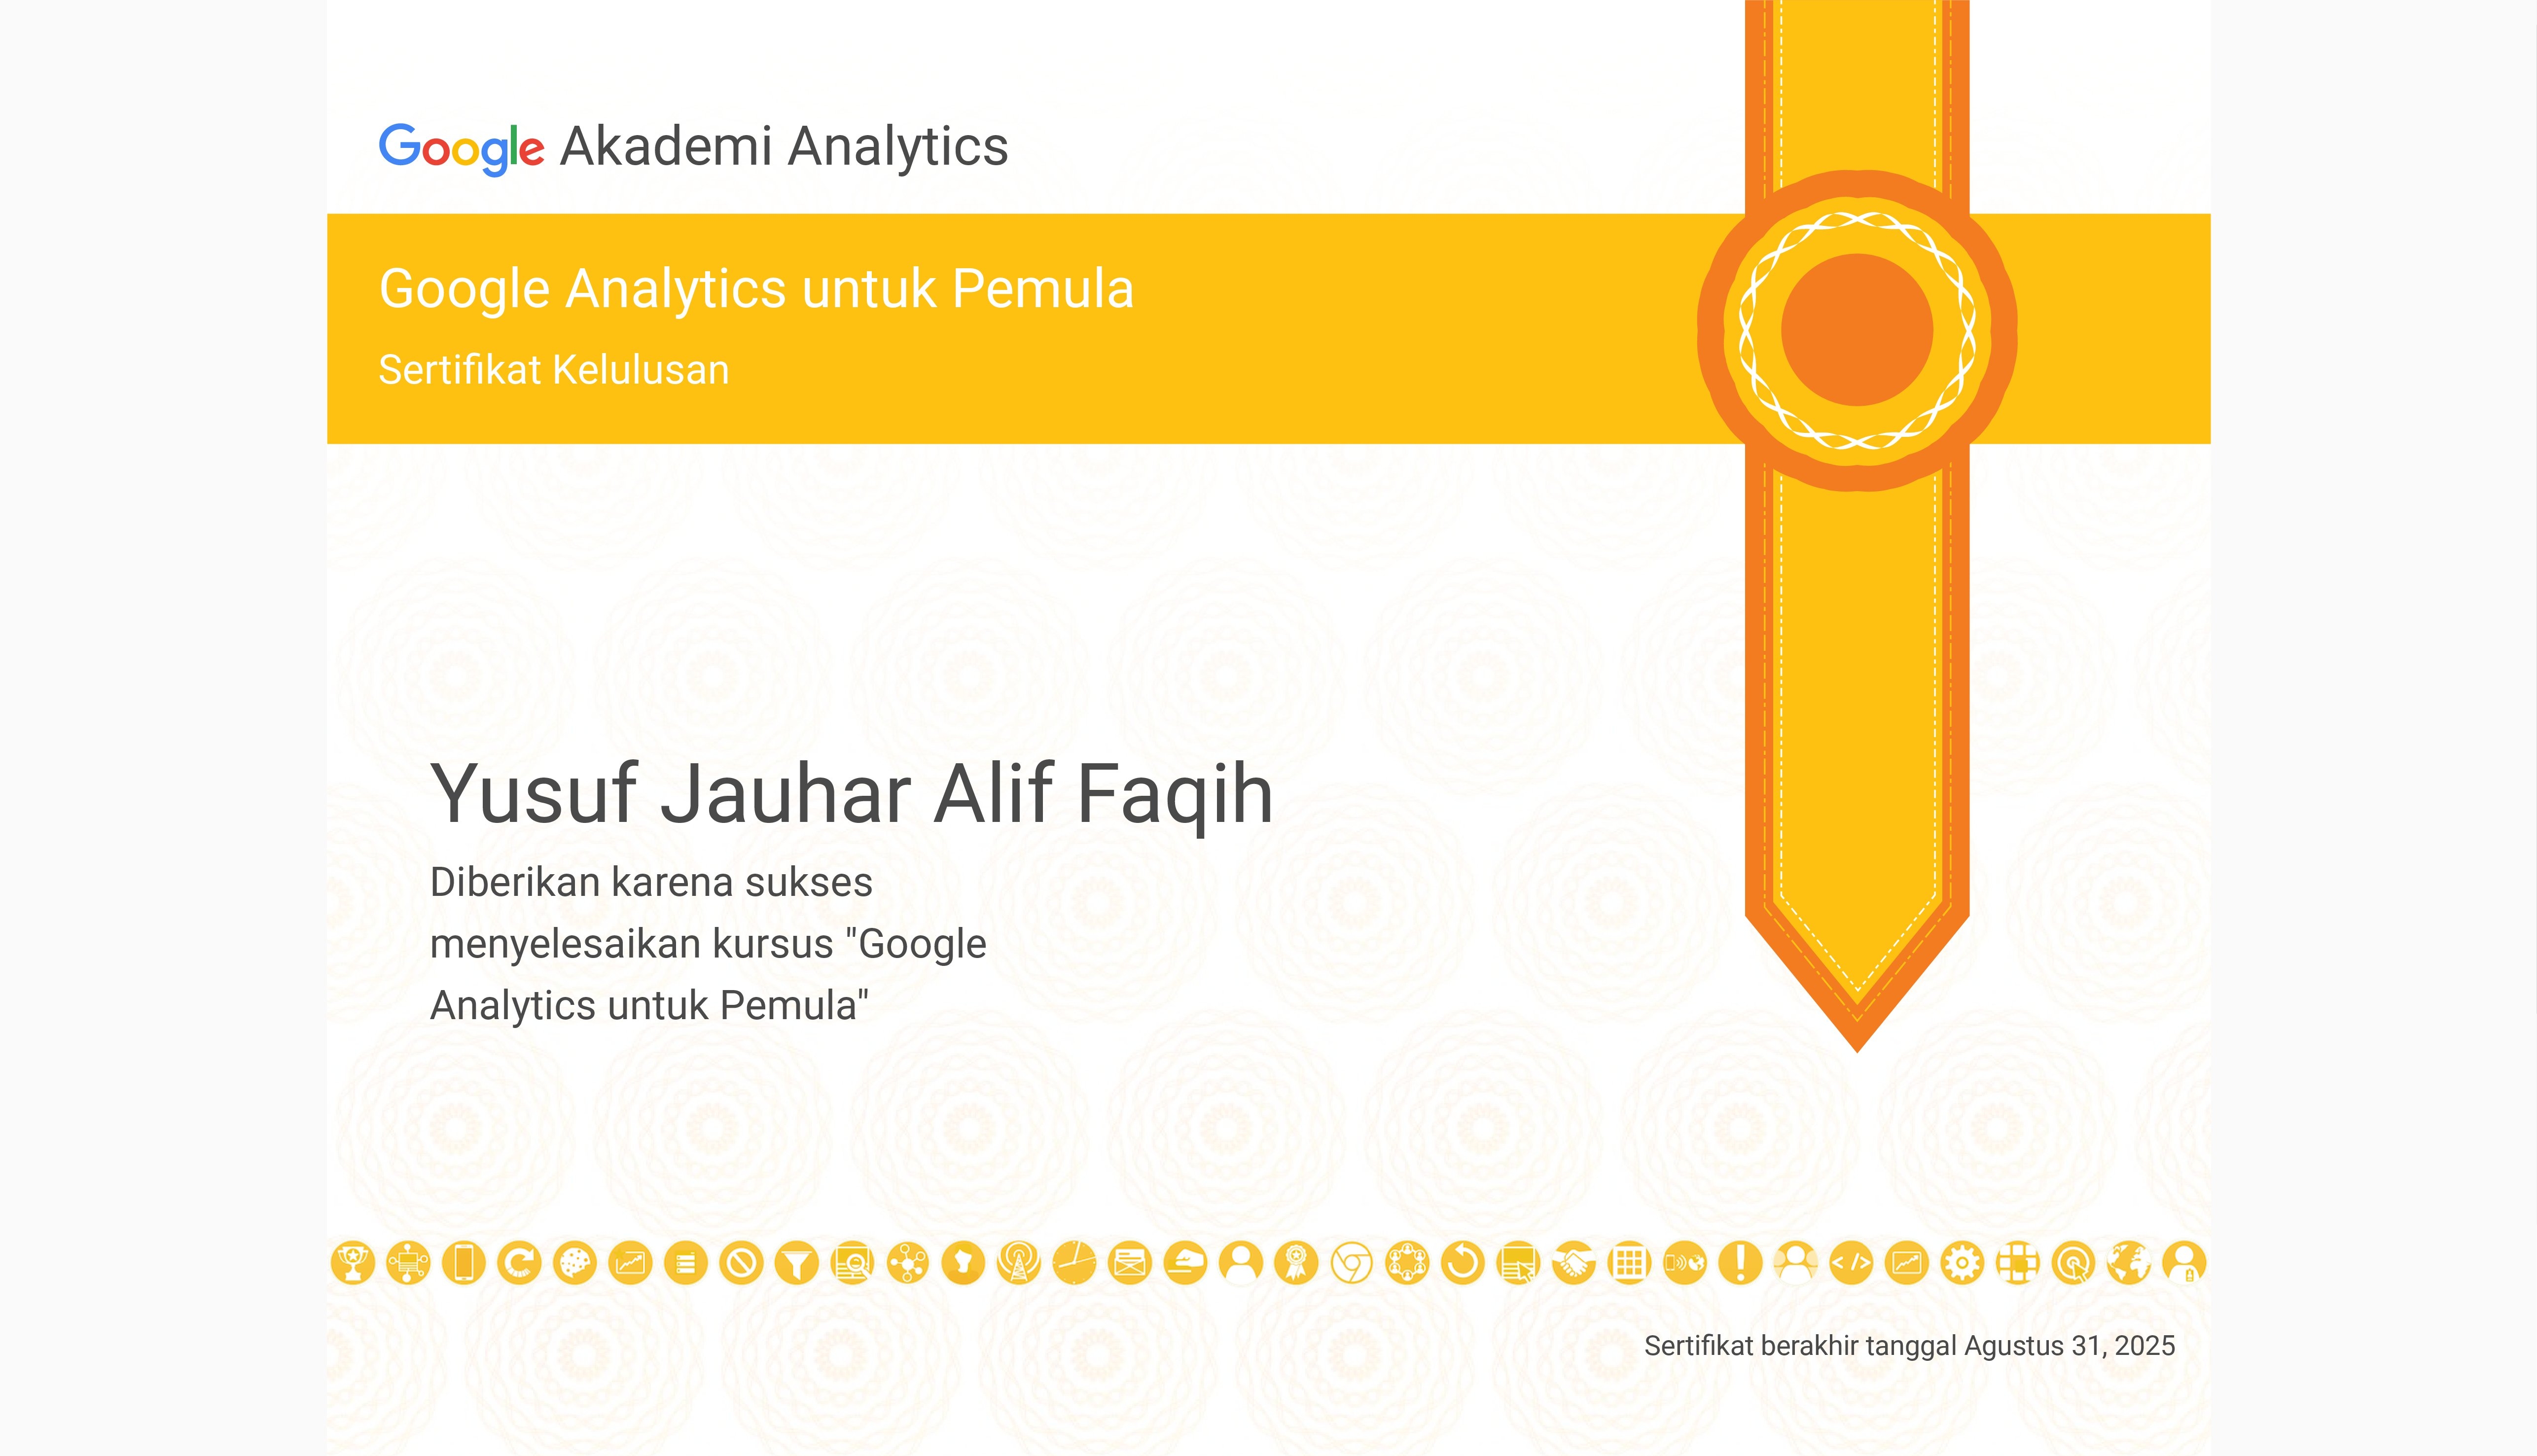 Google Akademi Analytics
Google Analytics untuk Pemula
Sertifikat Kelulusan
Yusuf Jauhar Alif Faqih
Diberikan karena sukses
menyelesaikan kursus "Google
Analytics untuk Pemula"
Sertifikat berakhir tanggal Agustus 31, 2025